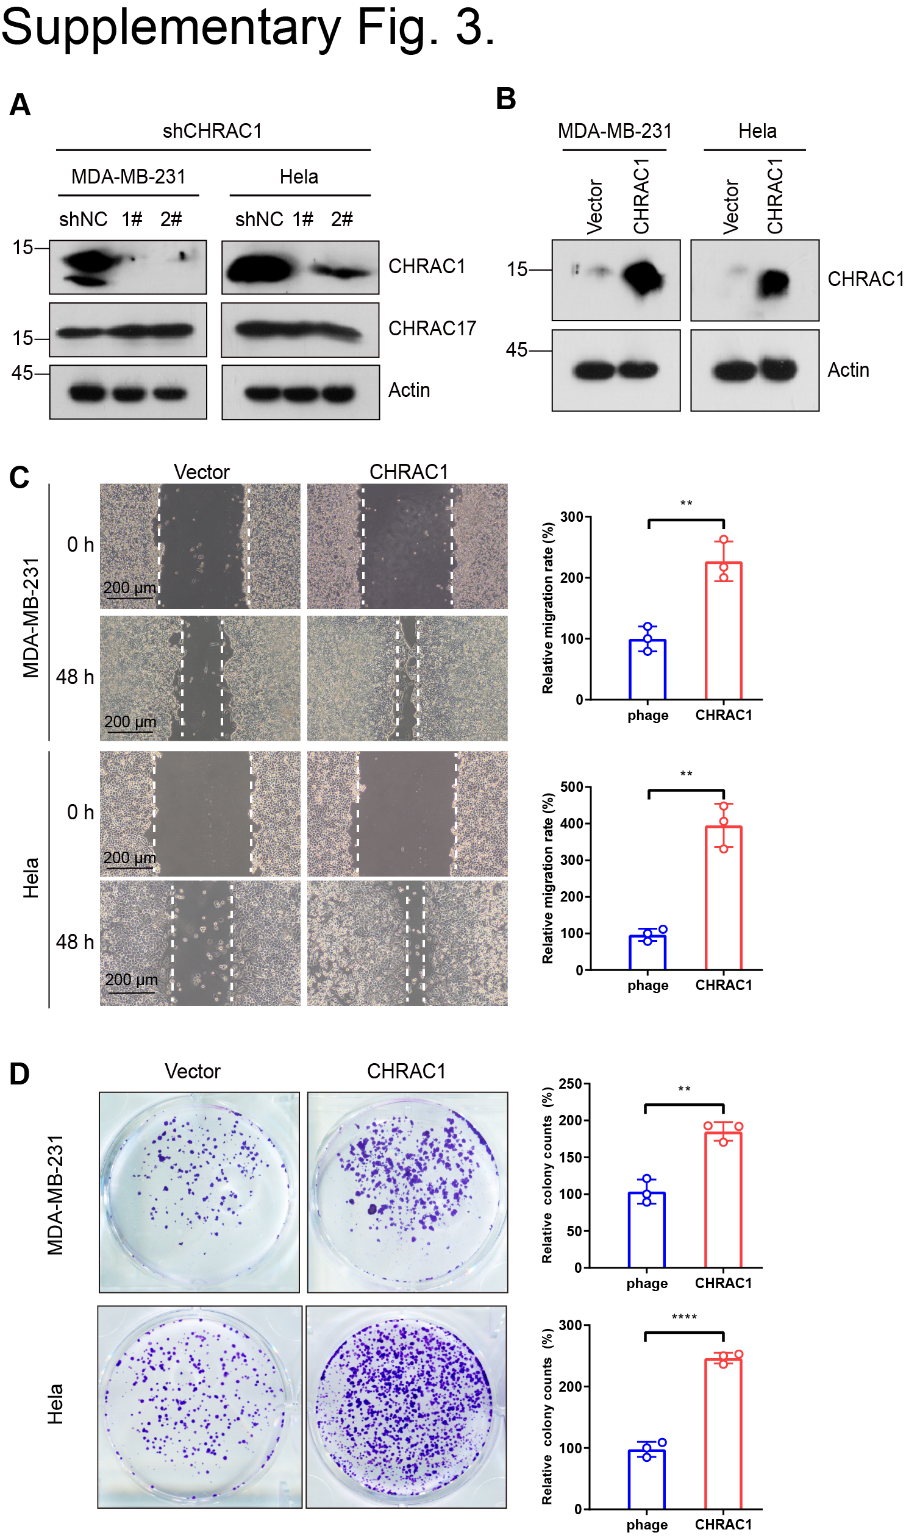 Supplementary Fig. 3.
A
shCHRAC1
MDA-MB-231 Hela
shNC 1# 2# shNC 1# 2#
15
CHRAC1
15
CHRAC17
45
Actin
B
MDA-MB-231 Hela
Vector CHRAC1 Vector CHRAC1
15
CHRAC1
45
Actin
C
Vector CHRAC1
MDA-MB-231
0 h
200 μm
48 h
200 μm
Hela
0 h
200 μm
48 h
200 μm
Relative migration rate (%)
300
200
100
0
**
phage CHRAC1
Relative migration rate (%)
500
400
300
200
100
0
**
phage CHRAC1
D
Vector CHRAC1
MDA-MB-231
Hela
Relative colony counts (%)
250
200
150
100
50
0
**
phage CHRAC1
Relative colony counts (%)
300
200
100
0
****
phage CHRAC1